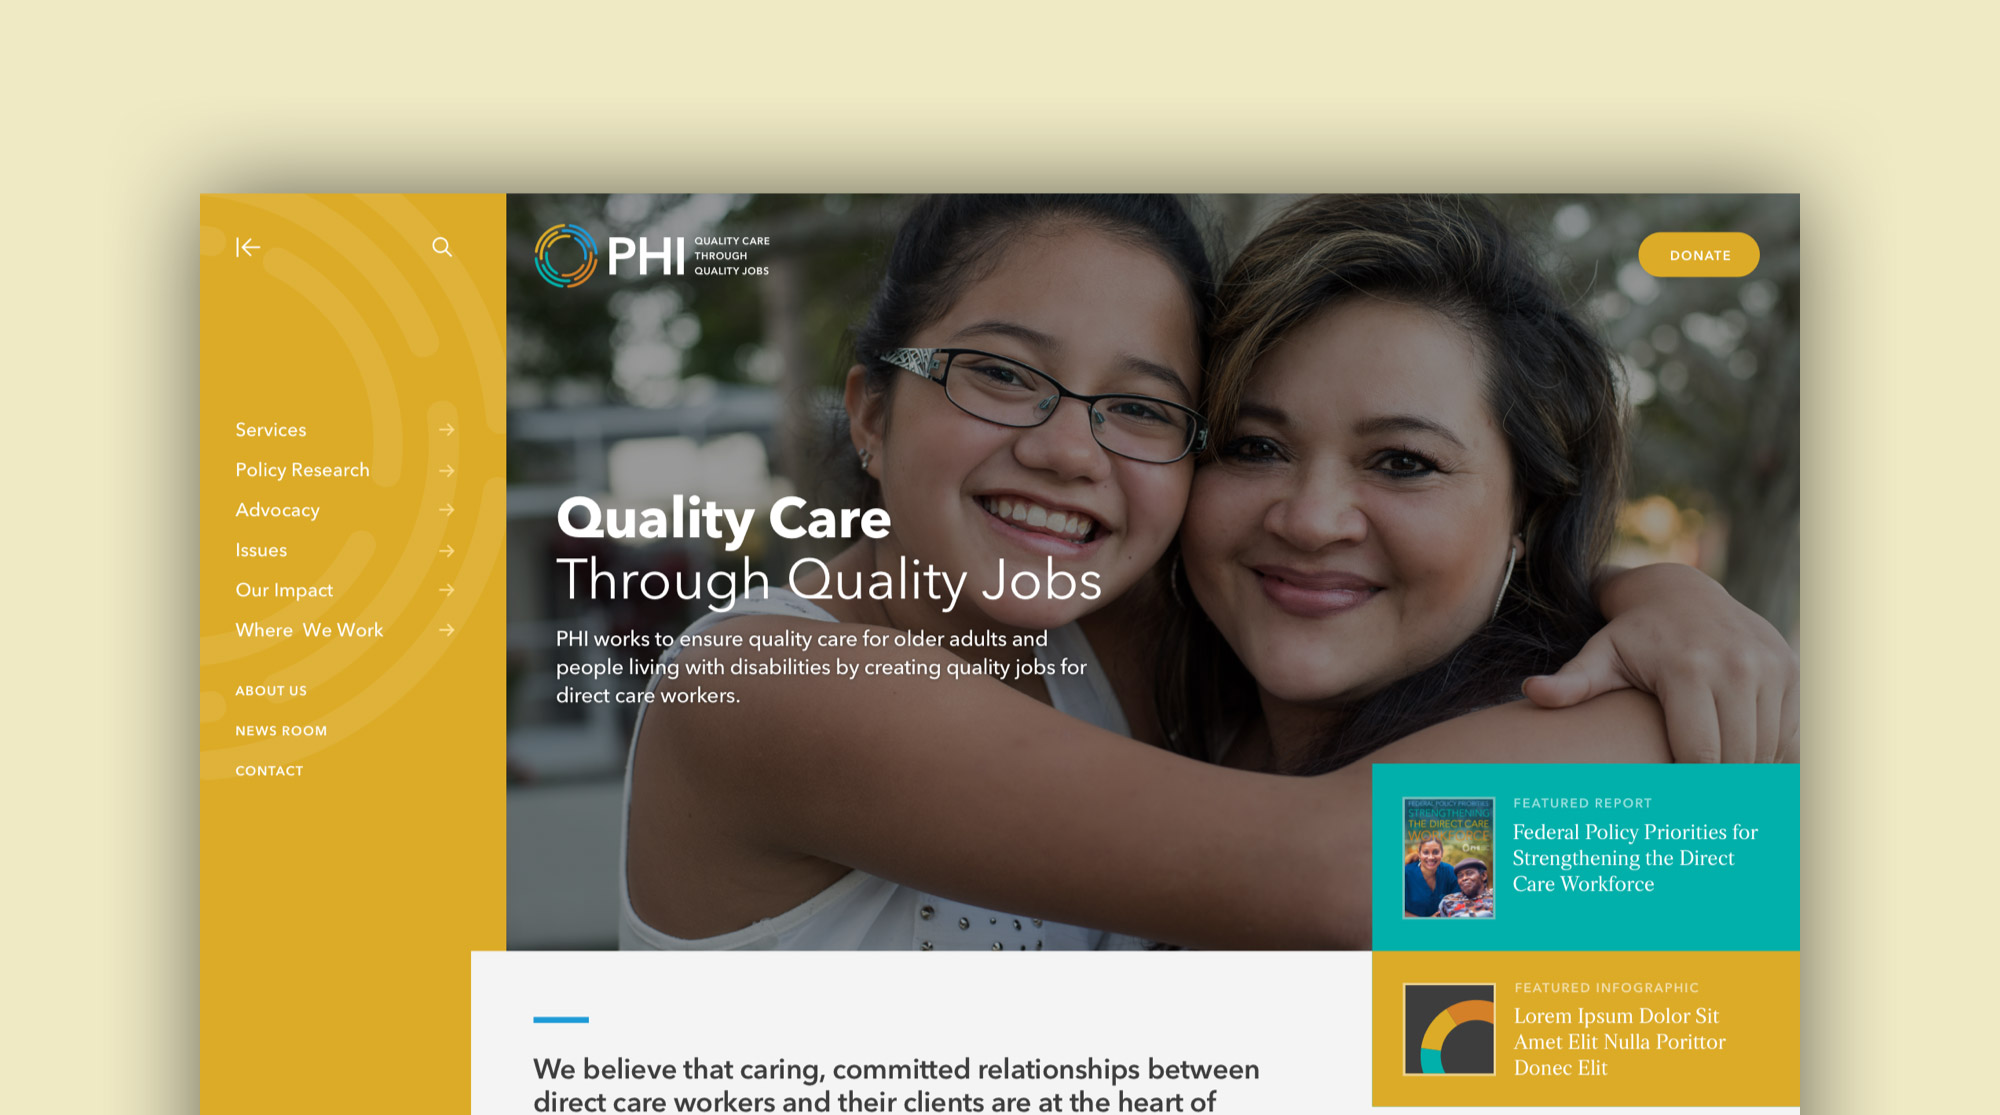 PHI
QUALITY CARE
THROUGH
QUALITY JOBS
DONATE
Services
Policy Research
Advocacy
Issues
Our Impact
Where We Work
ABOUT US
NEWS ROOM
CONTACT
Quality Care
Through Quality Jobs
PHI works to ensure quality care for older adults and
people living with disabilities by creating quality jobs for
direct care workers.
FEDERAL POLICY PRIORITIES
STRENGTHENING
THE DIRECT CARE
WORKFORCE
FEATURED REPORT
Federal Policy Priorities for
Strengthening the Direct
Care Workforce
FEATURED INFOGRAPHIC
Lorem Ipsum Dolor Sit
Amet Elit Nulla Porittor
Donec Elit
We believe that caring, committed relationships between
direct care workers and their clients are at the heart of